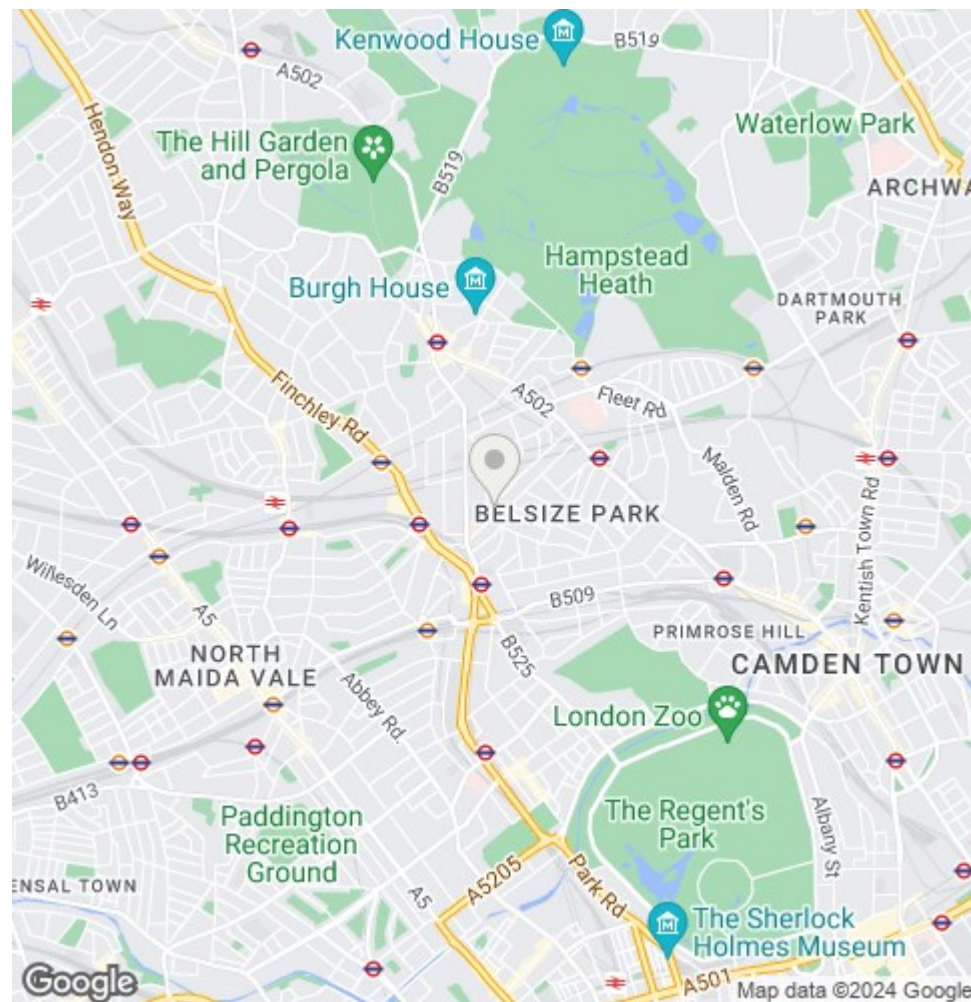 Kenwood House
B519
A502
Hendon Way
The Hill Garden
and Pergola
B519
Waterlow Park
ARCHWA
Hampstead
Heath
Burgh House
DARTMOUTH
PARK
A502
Fleet Rd
Finchley Rd
Malden Rd
Kentish Town Rd
BELSIZE PARK
Willesden Ln
A5
B509
PRIMROSE HILL
NORTH
MAIDA VALE
B525
CAMDEN TOWN
Abbey Rd.
London Zoo
B413
Paddington
Recreation
Ground
The Regent's
Park
Albany St
ENSAL TOWN
A5
A5205
Park Rd
The Sherlock
Holmes Museum
A501
Google
Map data ©2024 Google